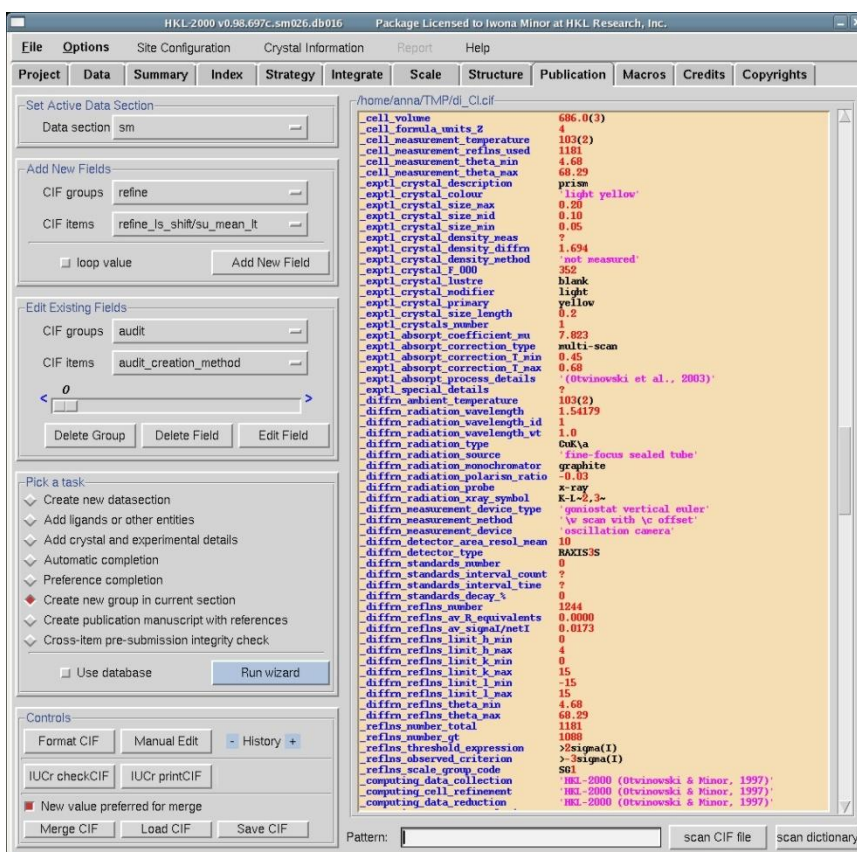 HKL-2000 v0.98.697c.sm026.db016 Package Licensed to Iwona Minor at HKL Research, Inc.
File Options Site Configuration Crystal Information Report Help
Project Data Summary Index Strategy Integrate Scale Structure Publication Macros Credits Copyrights
Set Active Data Section
Data section sm
Add New Fields
CIF groups refine
CIF items refine_ls_shift/su_mean_lt
loop value Add New Field
Edit Existing Fields
CIF groups audit
CIF items audit_creation_method
0
< >
Delete Group Delete Field Edit Field
Pick a task
Create new datasection
Add ligands or other entities
Add crystal and experimental details
Automatic completion
Preference completion
Create new group in current section
Create publication manuscript with references
Cross-item pre-submission integrity check
Use database Run wizard
Controls
Format CIF Manual Edit - History +
IUCr checkCIF IUCr printCIF
New value preferred for merge
Merge CIF Load CIF Save CIF
/home/anna/TMP/di_Cl.cif
_cell_volume 686.0(3)
_cell_formula_units_Z 4
_cell_measurement_temperature 103(2)
_cell_measurement_reflns_used 1181
_cell_measurement_theta_min 4.68
_cell_measurement_theta_max 68.29
_exptl_crystal_description prism
_exptl_crystal_colour 'light yellow'
_exptl_crystal_size_max 0.20
_exptl_crystal_size_mid 0.10
_exptl_crystal_size_min 0.05
_exptl_crystal_density_meas ?
_exptl_crystal_density_diffrn 1.694
_exptl_crystal_density_method 'not measured'
_exptl_crystal_F_000 352
_exptl_crystal_lustre blank
_exptl_crystal_modifier light
_exptl_crystal_primary yellow
_exptl_crystal_size_length 0.2
_exptl_crystals_number 1
_exptl_absorpt_coefficient_mu 7.823
_exptl_absorpt_correction_type multi-scan
_exptl_absorpt_correction_T_min 0.45
_exptl_absorpt_correction_T_max 0.68
_exptl_absorpt_process_details '(Otwinowski et al., 2003)'
_exptl_special_details ?
_diffrn_ambient_temperature 103(2)
_diffrn_radiation_wavelength 1.54179
_diffrn_radiation_wavelength_id 1
_diffrn_radiation_wavelength_wt 1.0
_diffrn_radiation_type CuK\a
_diffrn_radiation_source 'fine-focus sealed tube'
_diffrn_radiation_monochromator graphite
_diffrn_radiation_polarisn_ratio -0.03
_diffrn_radiation_probe x-ray
_diffrn_radiation_xray_symbol K-L~2,3~
_diffrn_measurement_device_type 'goniostat vertical euler'
_diffrn_measurement_method '\w scan with \c offset'
_diffrn_measurement_device 'oscillation camera'
_diffrn_detector_area_resol_mean 10
_diffrn_detector_type RAXIS3S
_diffrn_standards_number 0
_diffrn_standards_interval_count ?
_diffrn_standards_interval_time ?
_diffrn_standards_decay_% 0
_diffrn_reflns_number 1244
_diffrn_reflns_av_R_equivalents 0.0000
_diffrn_reflns_av_sigmaI/netI 0.0173
_diffrn_reflns_limit_h_min 0
_diffrn_reflns_limit_h_max 4
_diffrn_reflns_limit_k_min 0
_diffrn_reflns_limit_k_max 15
_diffrn_reflns_limit_l_min -15
_diffrn_reflns_limit_l_max 15
_diffrn_reflns_theta_min 4.68
_diffrn_reflns_theta_max 68.29
_reflns_number_total 1181
_reflns_number_gt 1088
_reflns_threshold_expression >2sigma(I)
_reflns_observed_criterion >-3sigma(I)
_reflns_scale_group_code SG1
_computing_data_collection 'HKL-2000 (Otwinowski & Minor, 1997)'
_computing_cell_refinement 'HKL-2000 (Otwinowski & Minor, 1997)'
_computing_data_reduction 'HKL-2000 (Otwinowski & Minor, 1997)'
Pattern: scan CIF file scan dictionary